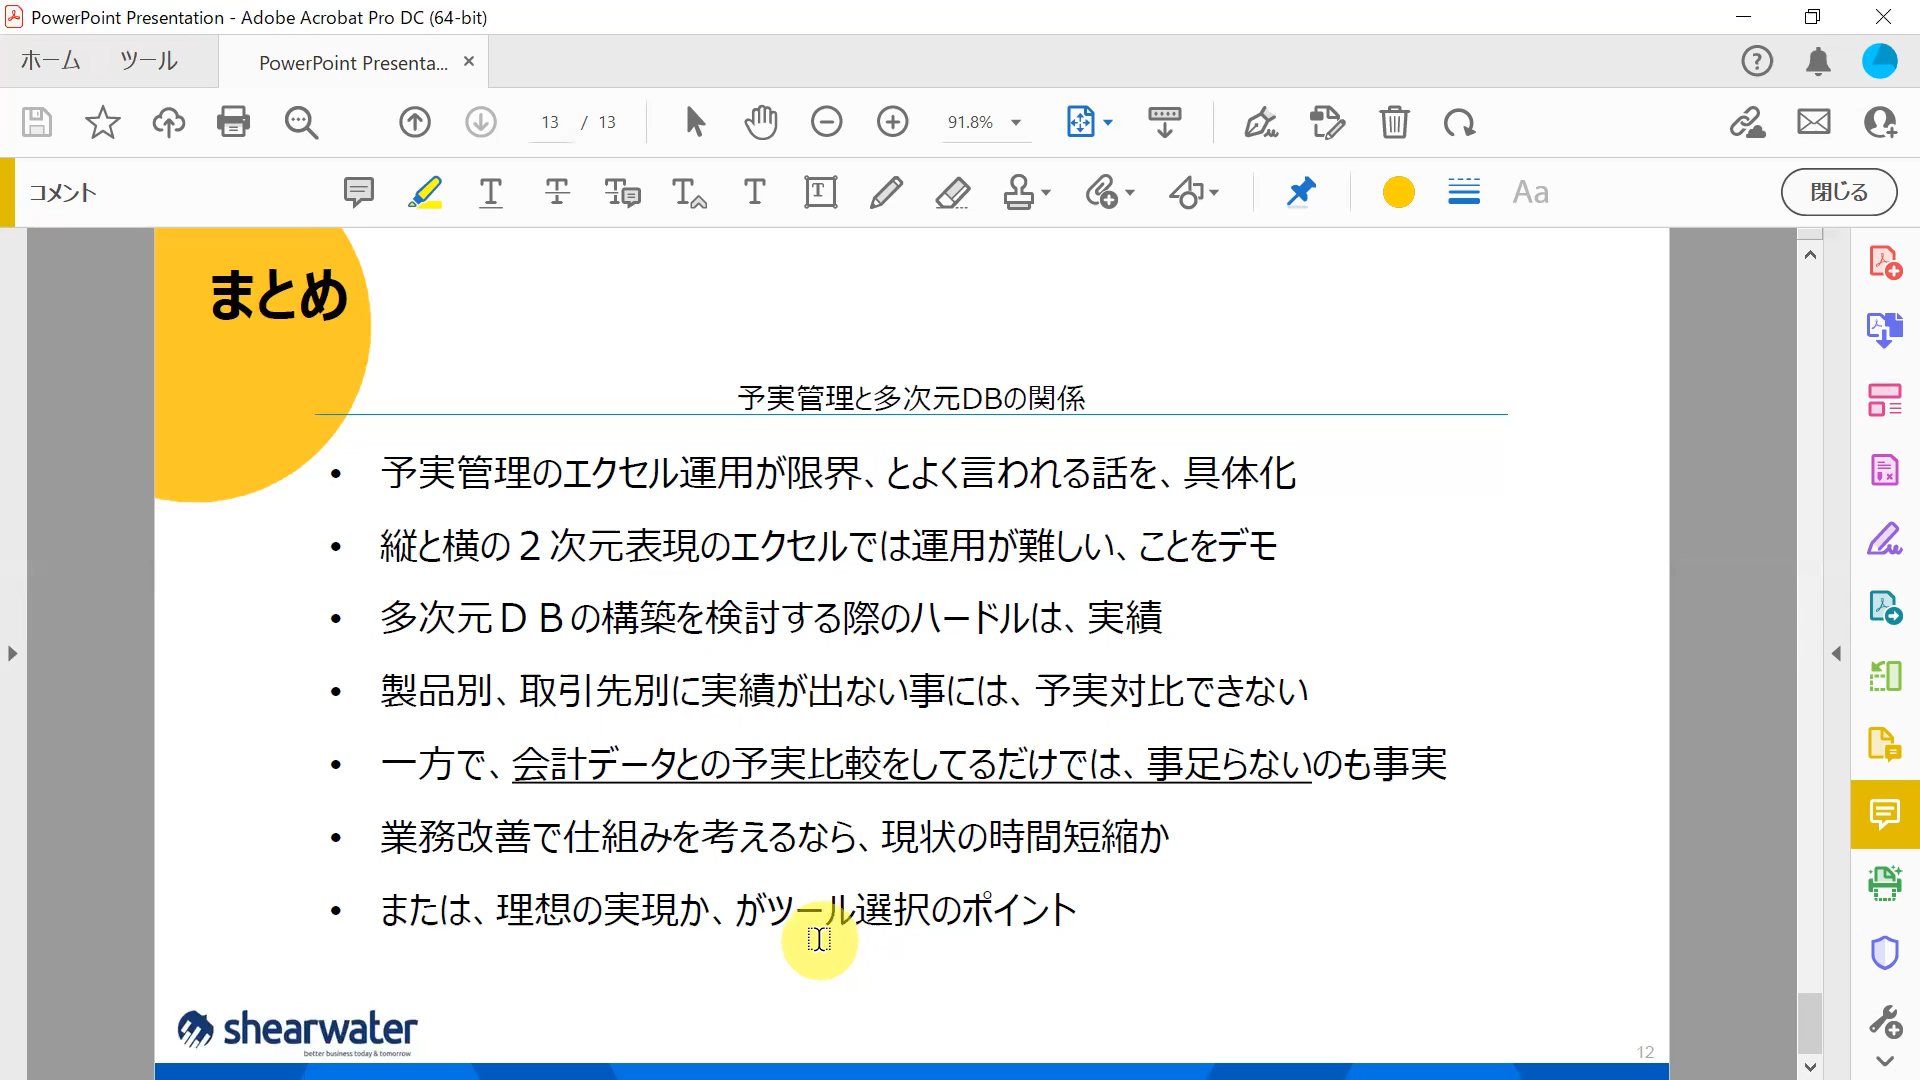 PowerPoint Presentation - Adobe Acrobat Pro DC (64-bit)
ホーム ツール PowerPoint Presenta... ×
13 / 13 91.8%
コメント Aa 閉じる
まとめ
予実管理と多次元DBの関係
• 予実管理のエクセル運用が限界、とよく言われる話を、具体化
• 縦と横の２次元表現のエクセルでは運用が難しい、ことをデモ
• 多次元ＤＢの構築を検討する際のハードルは、実績
• 製品別、取引先別に実績が出ない事には、予実対比できない
• 一方で、会計データとの予実比較をしてるだけでは、事足らないのも事実
• 業務改善で仕組みを考えるなら、現状の時間短縮か
• または、理想の実現か、がツール選択のポイント
shearwater
better business today & tomorrow
12